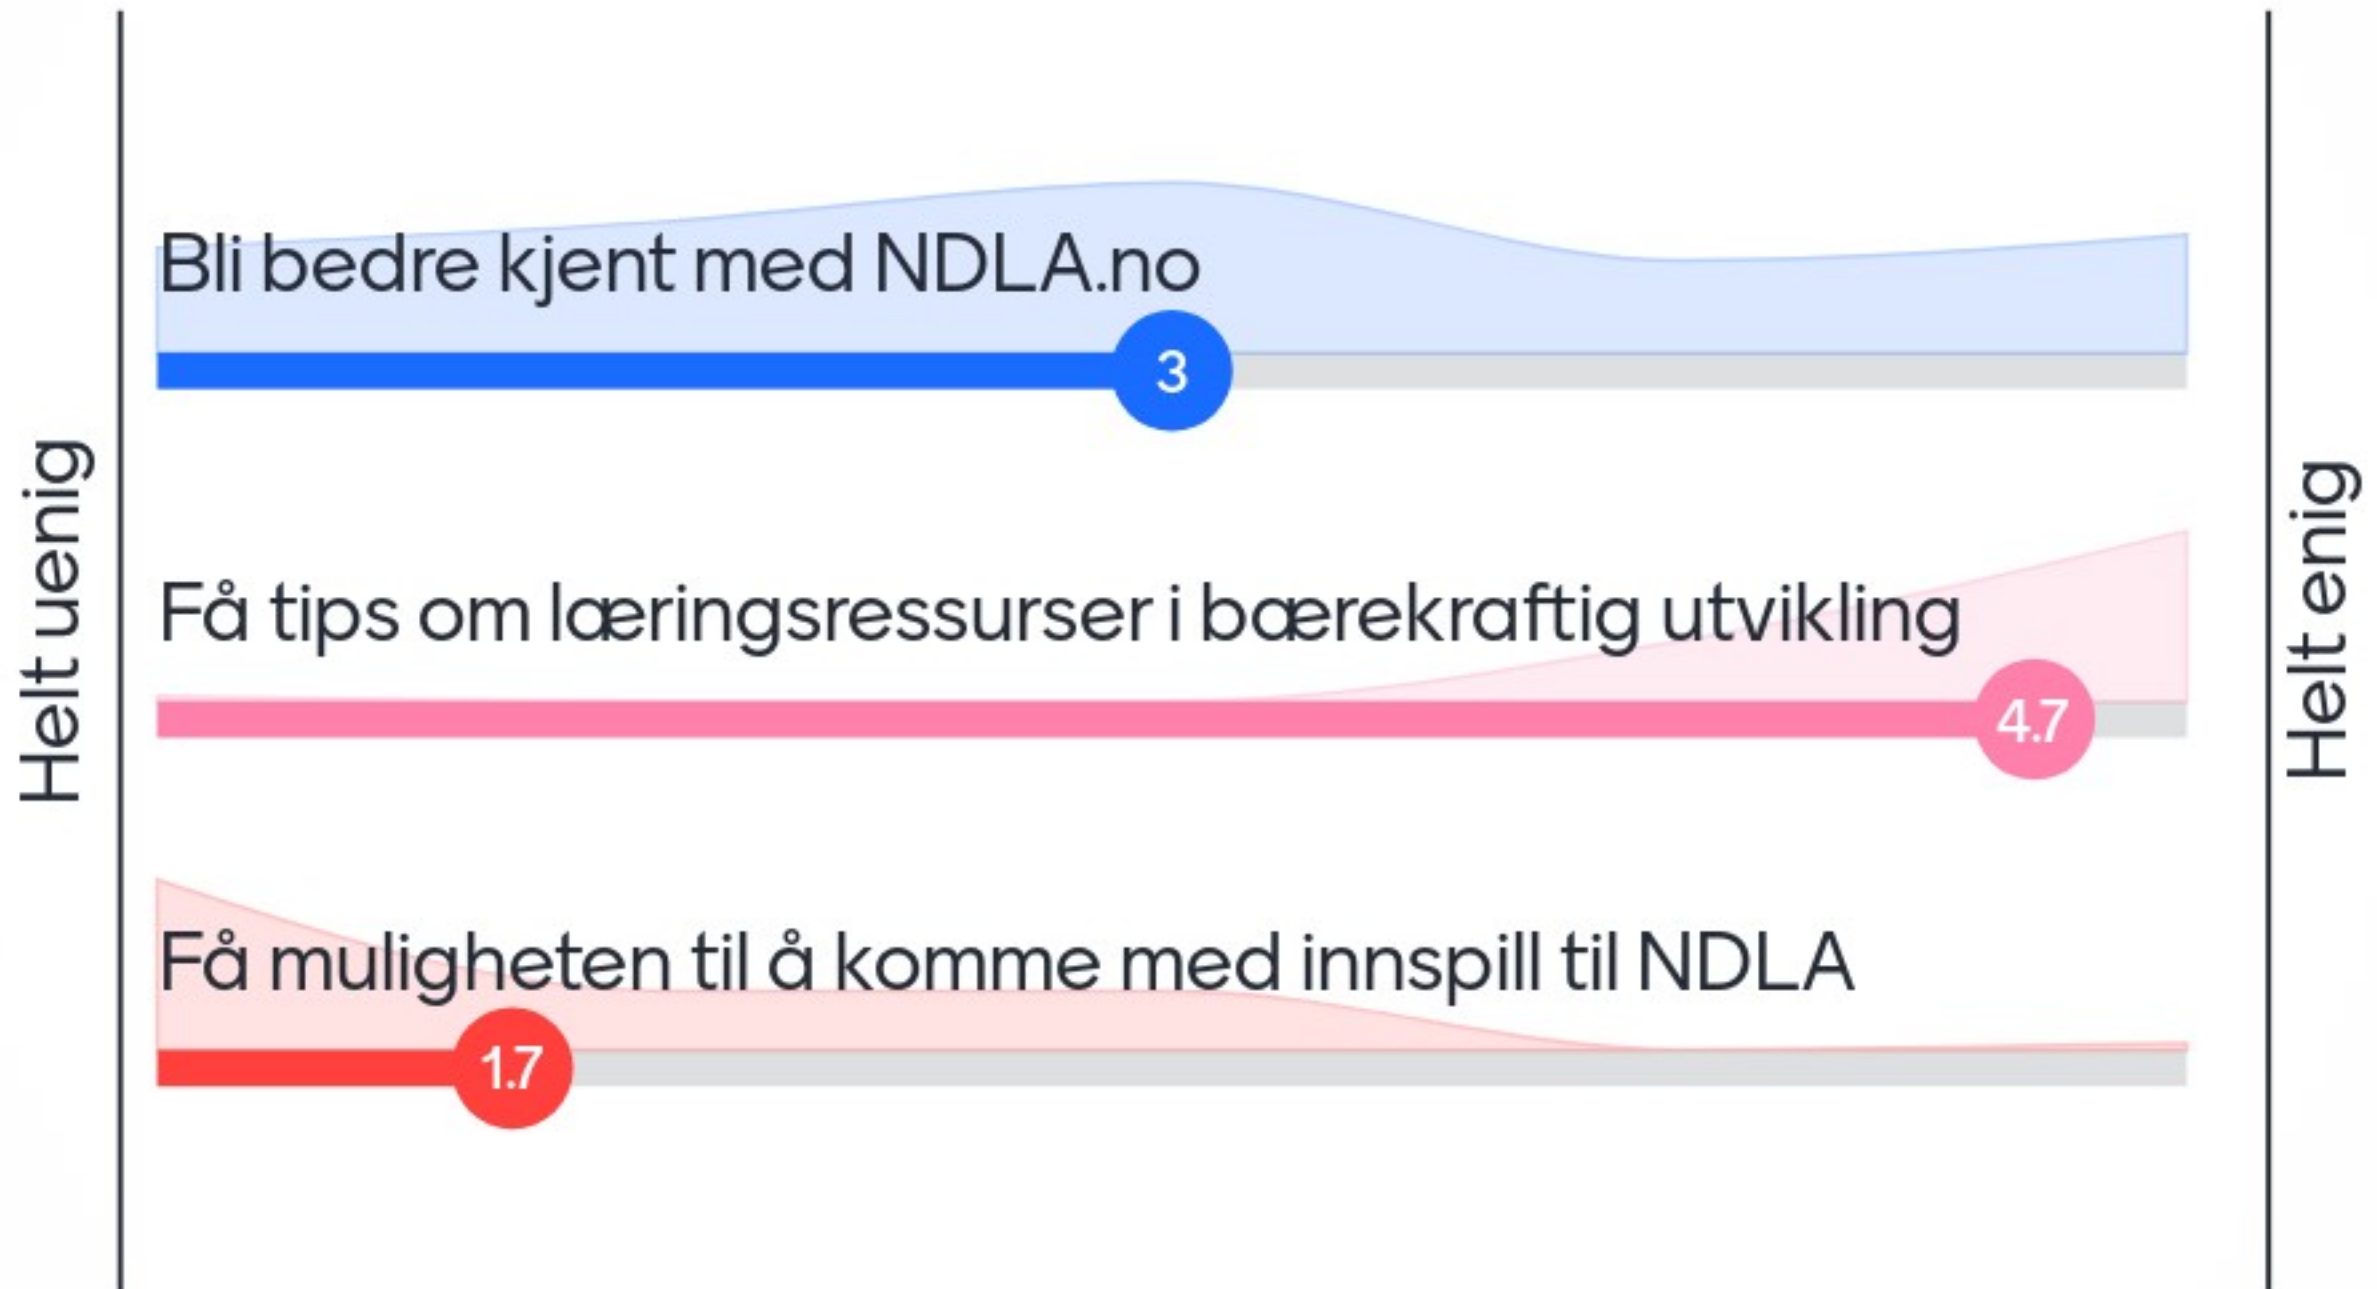 Helt uenig
Bli bedre kjent med NDLA.no
3
Få tips om læringsressurser i bærekraftig utvikling
4.7
Få muligheten til å komme med innspill til NDLA
1.7
Helt enig